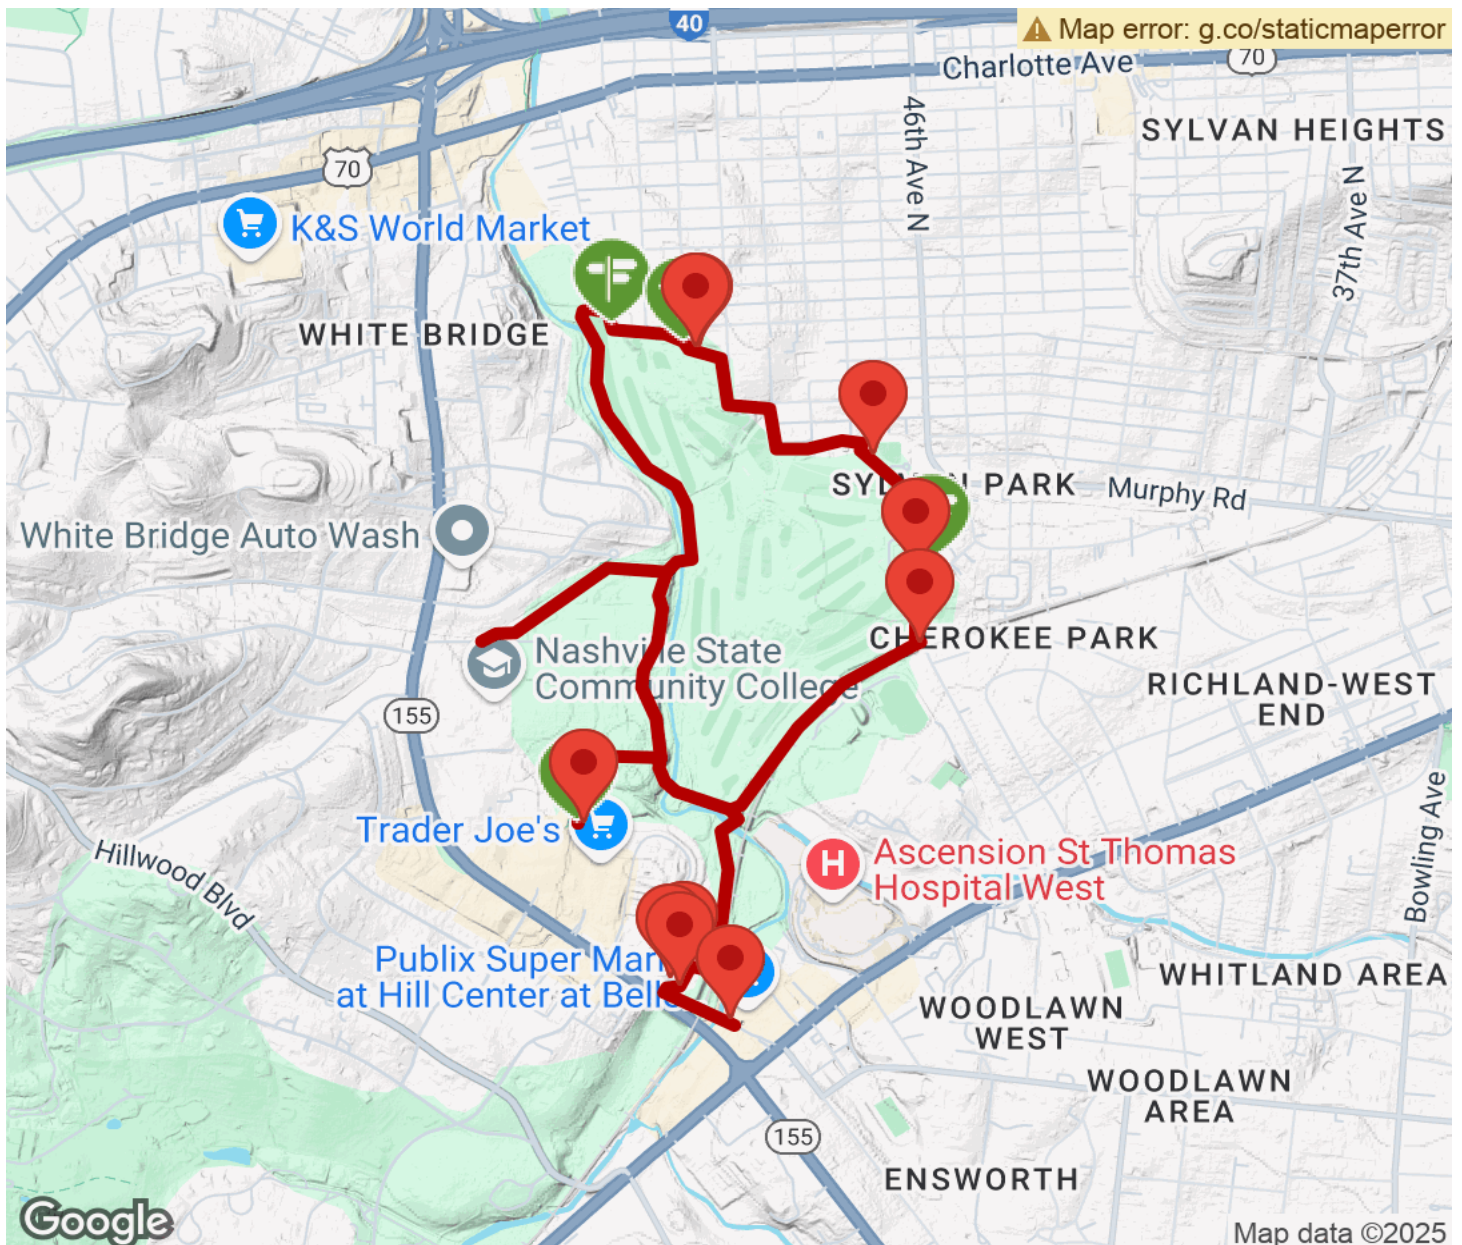 40
Map error: g.co/staticmaperror
Charlotte Ave
70
46th Ave N
SYLVAN HEIGHTS
70
37th Ave N
K&S World Market
WHITE BRIDGE
PARK
Murphy Rd
White Bridge Auto Wash
CHEROKEE PARK
Nashville State
Community College
RICHLAND-WEST
END
155
Trader Joe's
Bowling Ave
Hillwood Blvd
H
Ascension St Thomas
Hospital West
Publix Super
at Hill Center at
WHITLAND AREA
WOODLAWN
WEST
WOODLAWN
AREA
155
ENSWORTH
Google
Map data ©2025